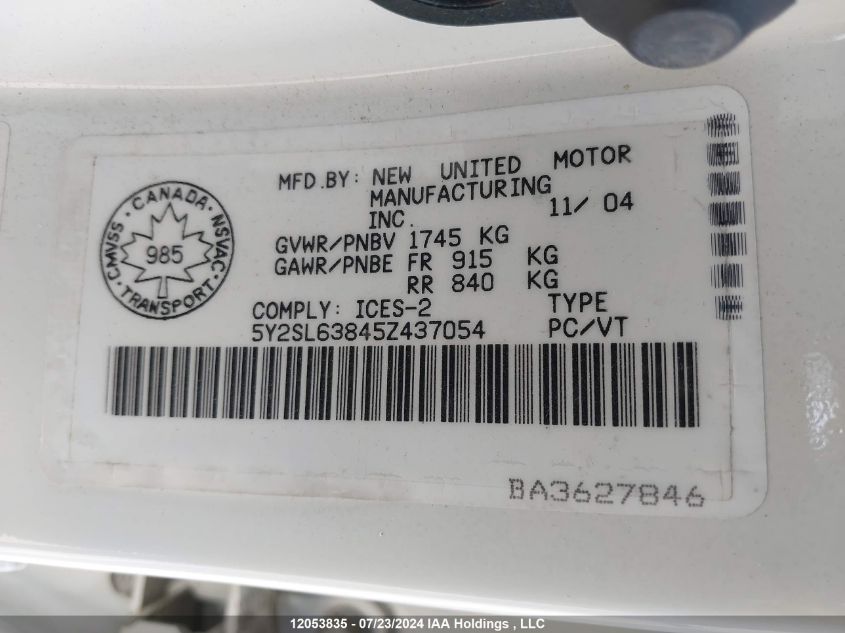 MFD.BY: NEW UNITED MOTOR
MANUFACTURING
INC. 11/ 04
GVWR/PNBV 1745 KG
GAWR/PNBE FR 915 KG
RR 840 KG
COMPLY: ICES-2 TYPE
5Y2SL63845Z437054 PC/VT
CANADA · NSVAC · TRANSPORT · CMVSS ·
985
BA3627846
12053835 - 07/23/2024 IAA Holdings , LLC